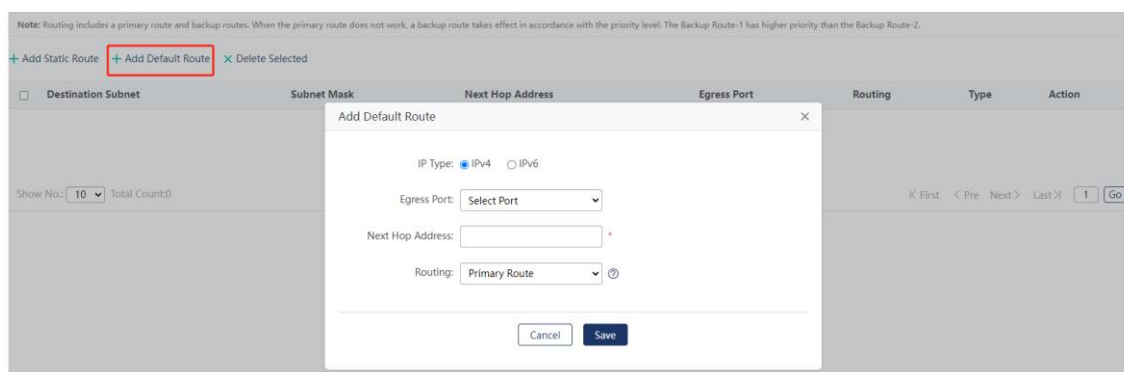 Note: Routing includes a primary route and backup routes. When the primary route does not work, a backup route takes effect in accordance with the priority level. The Backup Route-1 has higher priority than the Backup Route-2.
+ Add Static Route + Add Default Route X Delete Selected
Destination Subnet Subnet Mask Next Hop Address Egress Port Routing Type Action
Add Default Route ×
IP Type: IPv4 IPv6
Show No.: 10 Total Count:0 First < Pre Next > Last 1 Go
Egress Port: Select Port
Next Hop Address: *
Routing: Primary Route ?
Cancel Save